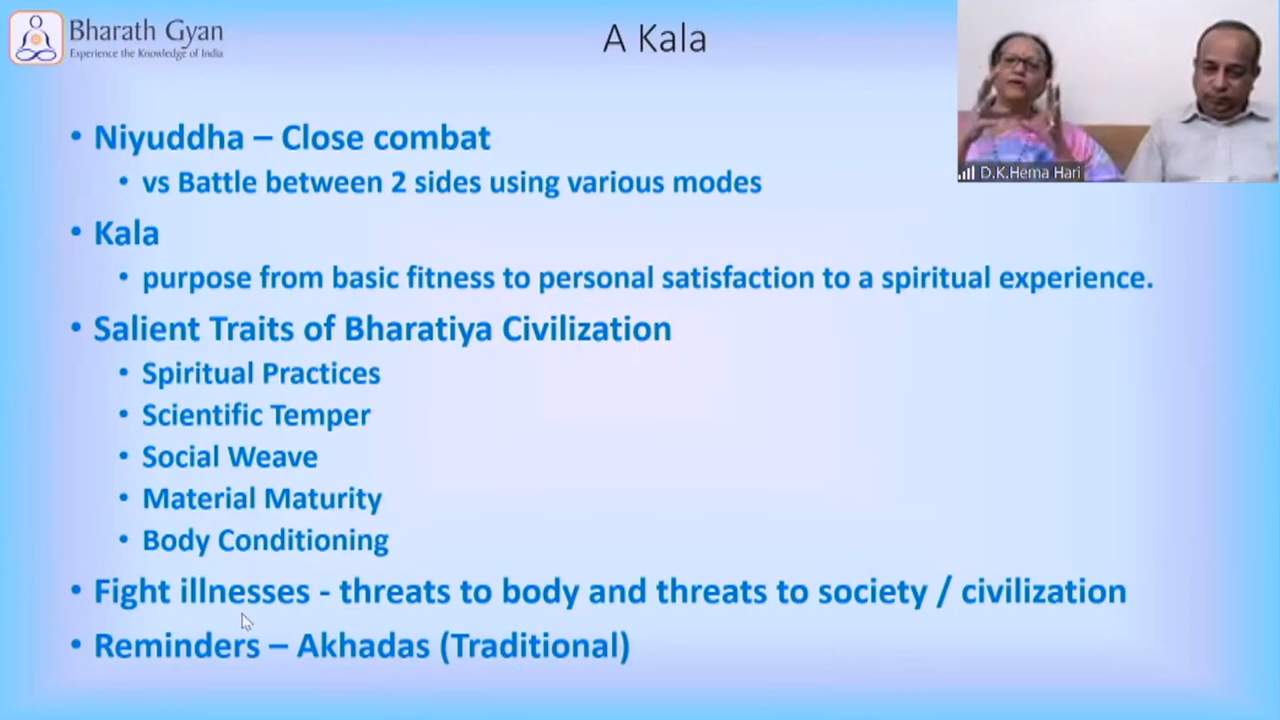 Bharath Gyan
Experience the Knowledge of India
A Kala
D.K.Hema Hari
• Niyuddha – Close combat
• vs Battle between 2 sides using various modes
• Kala
• purpose from basic fitness to personal satisfaction to a spiritual experience.
• Salient Traits of Bharatiya Civilization
• Spiritual Practices
• Scientific Temper
• Social Weave
• Material Maturity
• Body Conditioning
• Fight illnesses - threats to body and threats to society / civilization
• Reminders – Akhadas (Traditional)